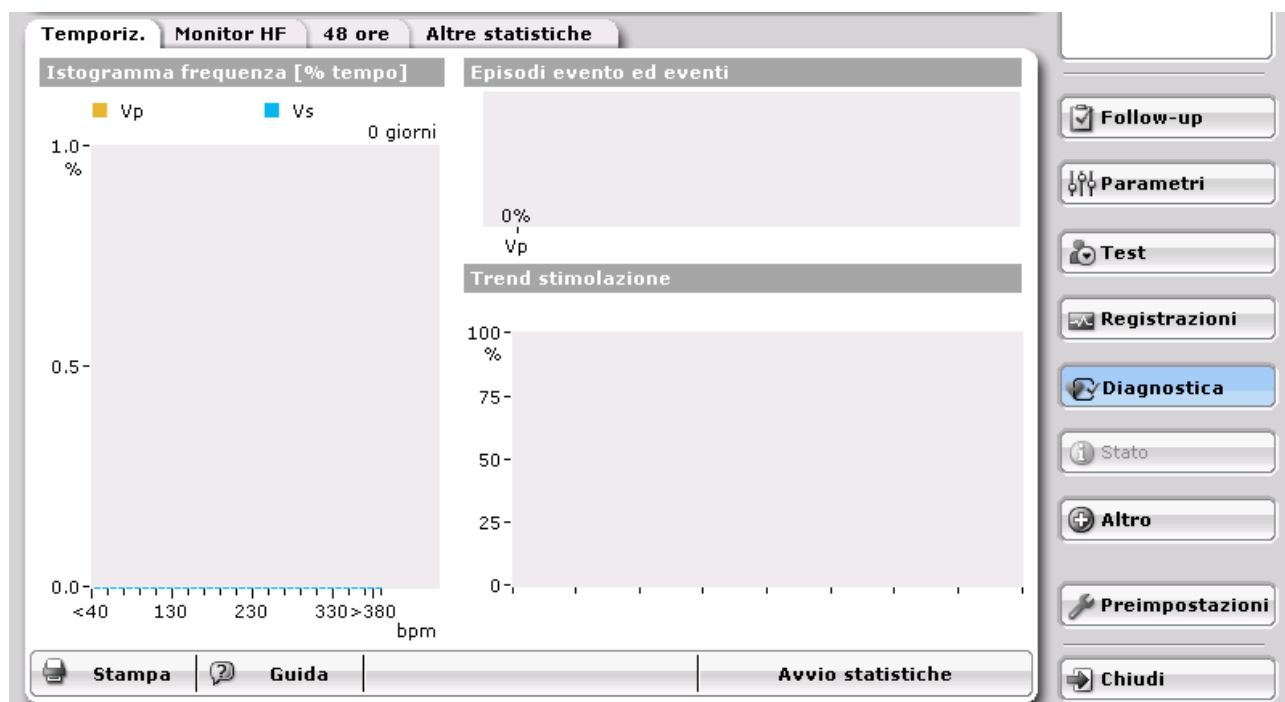 Temporiz.
Monitor HF
48 ore
Altre statistiche
Istogramma frequenza [% tempo]
Vp
Vs
0 giorni
1.0
%
0.5
0.0
<40
130
230
330
>380
bpm
Episodi evento ed eventi
0%
Vp
Trend stimolazione
100
%
75
50
25
0
Follow-up
Parametri
Test
Registrazioni
Diagnostica
Stato
Altro
Preimpostazioni
Chiudi
Stampa
Guida
Avvio statistiche